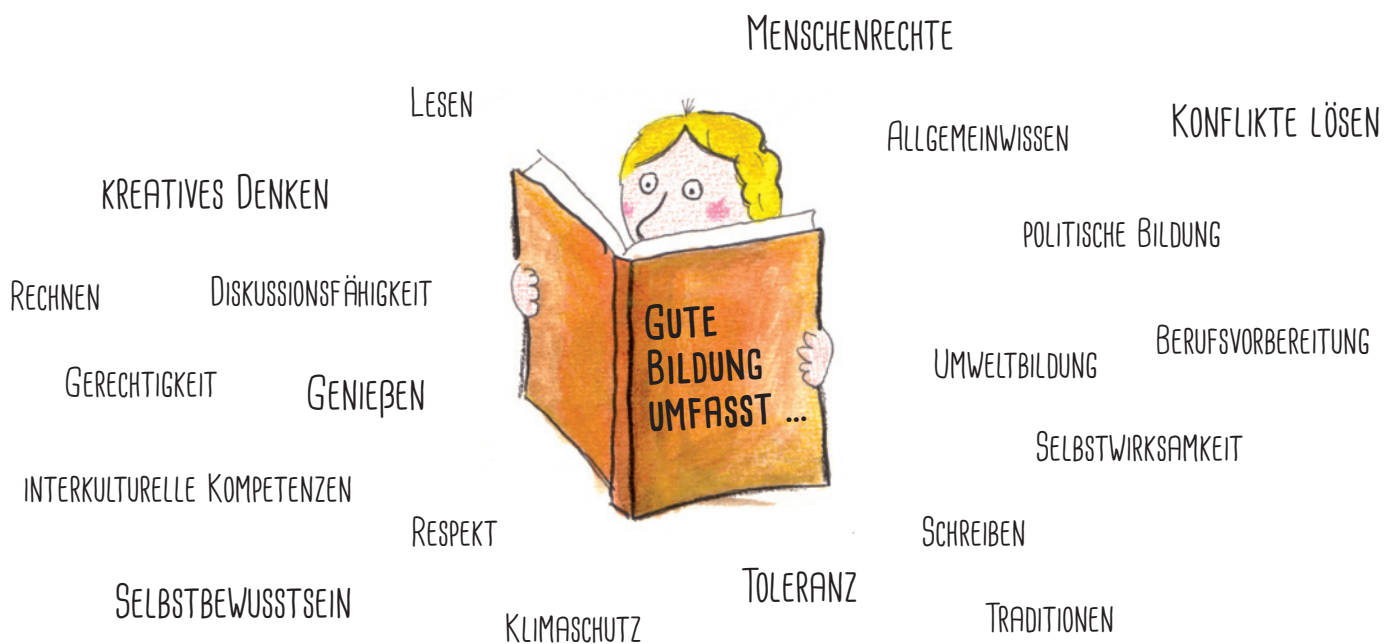 MENSCHENRECHTE
LESEN
ALLGEMEINWISSEN
KONFLIKTE LÖSEN
KREATIVES DENKEN
POLITISCHE BILDUNG
RECHNEN
DISKUSSIONSFÄHIGKEIT
GUTE
BILDUNG
UMFASST ...
BERUFSVORBEREITUNG
UMWELTBILDUNG
GERECHTIGKEIT
GENIEßEN
SELBSTWIRKSAMKEIT
INTERKULTURELLE KOMPETENZEN
RESPEKT
SCHREIBEN
SELBSTBEWUSSTSEIN
TOLERANZ
KLIMASCHUTZ
TRADITIONEN